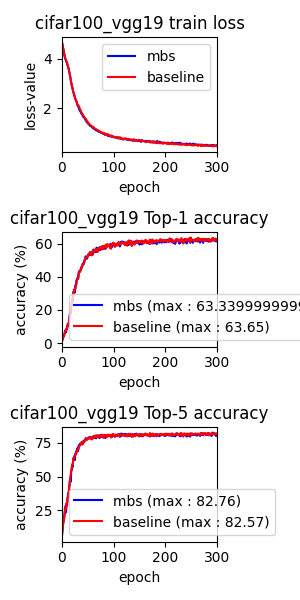 cifar100_vgg19 train loss
4
2
loss-value
mbs
baseline
0
100
200
300
epoch
cifar100_vgg19 Top-1 accuracy
60
40
20
0
accuracy (%)
mbs (max : 63.3399999999
baseline (max : 63.65)
0
100
200
300
epoch
cifar100_vgg19 Top-5 accuracy
75
50
25
accuracy (%)
mbs (max : 82.76)
baseline (max : 82.57)
0
100
200
300
epoch